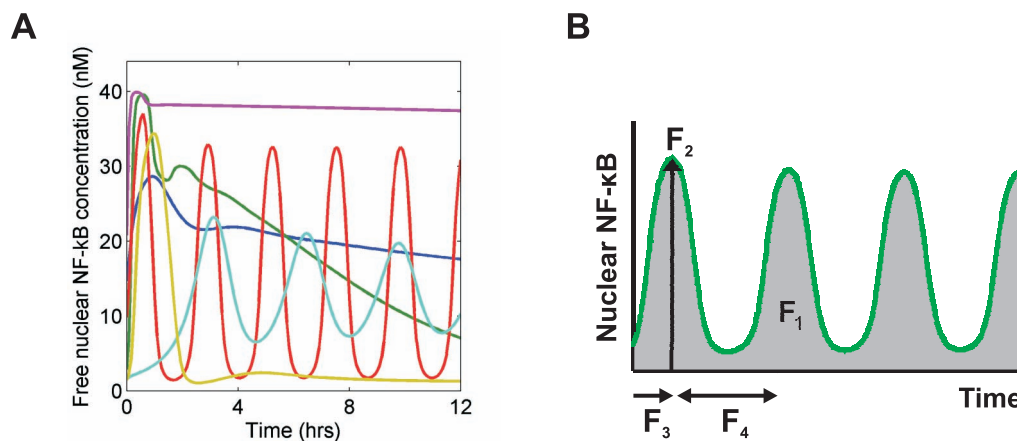 A
Free nuclear NF-kB concentration (nM)
40
30
20
10
0
0 4 8 12
Time (hrs)
B
Nuclear NF-κB
F2
F1
Time
F3 F4